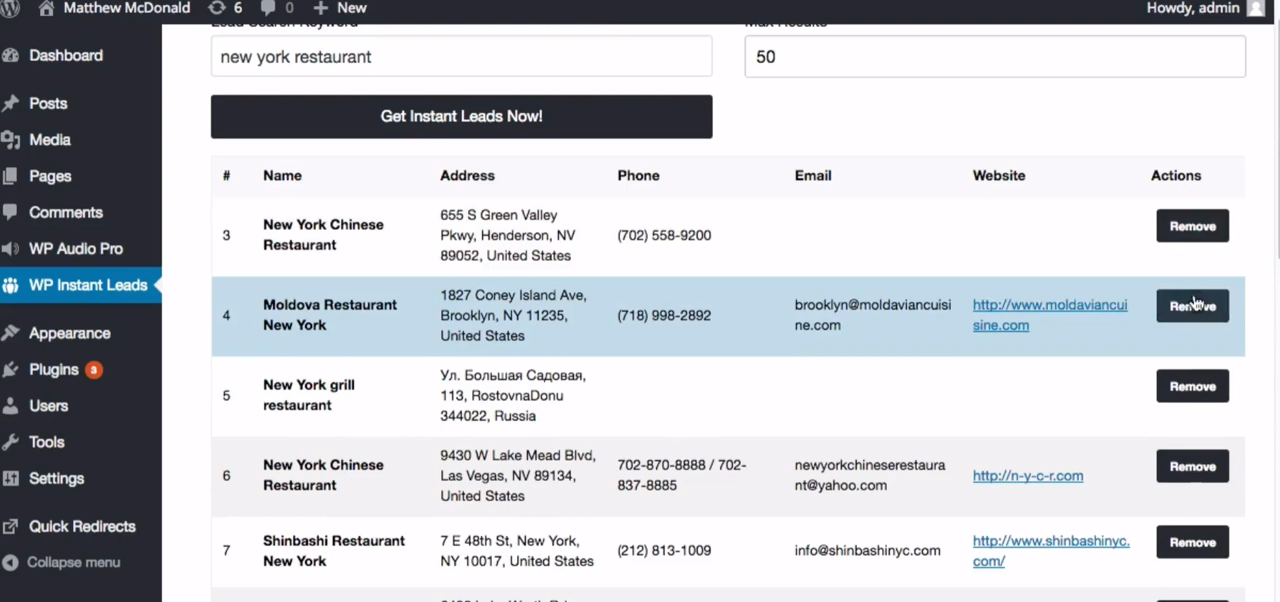 Matthew McDonald 6 0 New Howdy, admin
Lead Search Keyword Max Results
new york restaurant 50
Get Instant Leads Now!
Dashboard
Posts
Media
Pages
Comments
WP Audio Pro
WP Instant Leads
Appearance
Plugins 3
Users
Tools
Settings
Quick Redirects
Collapse menu
# Name Address Phone Email Website Actions
3 New York Chinese
Restaurant
655 S Green Valley
Pkwy, Henderson, NV
89052, United States
(702) 558-9200
Remove
4 Moldova Restaurant
New York
1827 Coney Island Ave,
Brooklyn, NY 11235,
United States
(718) 998-2892
brooklyn@moldaviancuisi
ne.com
http://www.moldaviancui
sine.com
Remove
5 New York grill
restaurant
Ул. Большая Садовая,
113, RostovnaDonu
344022, Russia
Remove
6 New York Chinese
Restaurant
9430 W Lake Mead Blvd,
Las Vegas, NV 89134,
United States
702-870-8888 / 702-
837-8885
newyorkchineserestaura
nt@yahoo.com
http://n-y-c-r.com
Remove
7 Shinbashi Restaurant
New York
7 E 48th St, New York,
NY 10017, United States
(212) 813-1009
info@shinbashinyc.com
http://www.shinbashinyc.
com/
Remove